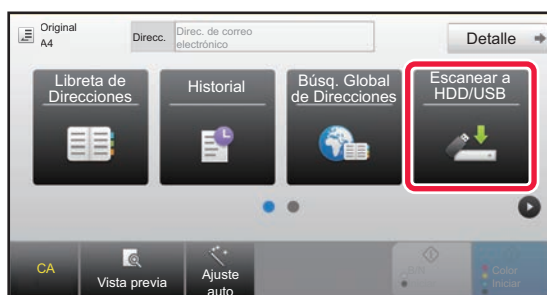 Original
A4
Direcc.
Direc. de correo
electrónico
Detalle
Libreta de
Direcciones
Historial
Búsq. Global
de Direcciones
Escanear a
HDD/USB
CA
Vista previa
Ajuste
auto
Color
Iniciar